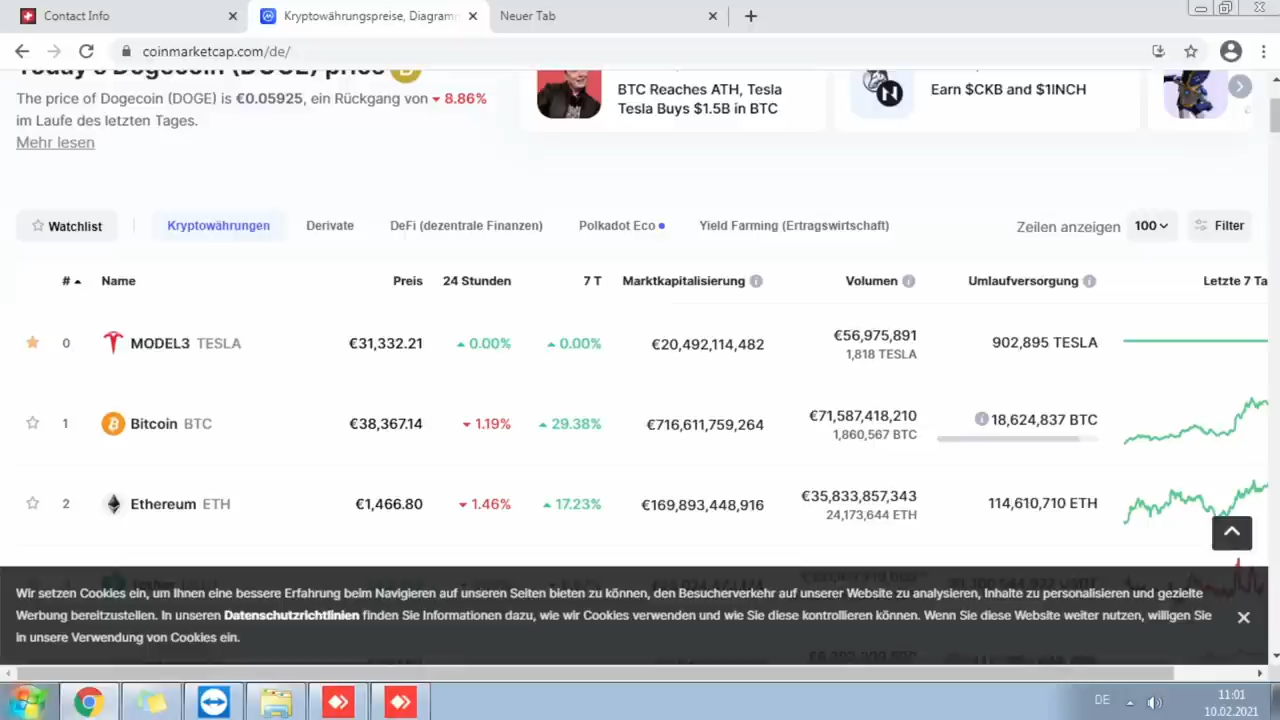 Contact Info
Kryptowährungspreise, Diagramm
Neuer Tab
coinmarketcap.com/de/
Today's Dogecoin (DOGE) price
The price of Dogecoin (DOGE) is €0.05925, ein Rückgang von 8.86%
im Laufe des letzten Tages.
Mehr lesen
BTC Reaches ATH, Tesla
Tesla Buys $1.5B in BTC
Earn $CKB and $1INCH
Watchlist
Kryptowährungen
Derivate
DeFi (dezentrale Finanzen)
Polkadot Eco
Yield Farming (Ertragswirtschaft)
Zeilen anzeigen
100
Filter
# Name Preis 24 Stunden 7 T Marktkapitalisierung Volumen Umlaufversorgung Letzte 7 Ta
0 MODEL3 TESLA €31,332.21 0.00% 0.00% €20,492,114,482 €56,975,891 902,895 TESLA
1,818 TESLA
1 Bitcoin BTC €38,367.14 1.19% 29.38% €716,611,759,264 €71,587,418,210 18,624,837 BTC
1,860,567 BTC
2 Ethereum ETH €1,466.80 1.46% 17.23% €169,893,448,916 €35,833,857,343 114,610,710 ETH
24,173,644 ETH
Wir setzen Cookies ein, um Ihnen eine bessere Erfahrung beim Navigieren auf unseren Seiten bieten zu können, den Besucherverkehr auf unserer Website zu analysieren, Inhalte zu personalisieren und gezielte
Werbung bereitzustellen. In unseren Datenschutzrichtlinien finden Sie Informationen dazu, wie wir Cookies verwenden und wie Sie diese kontrollieren können. Wenn Sie diese Website weiter nutzen, willigen Sie
in unsere Verwendung von Cookies ein.
DE
11:01
10.02.2021